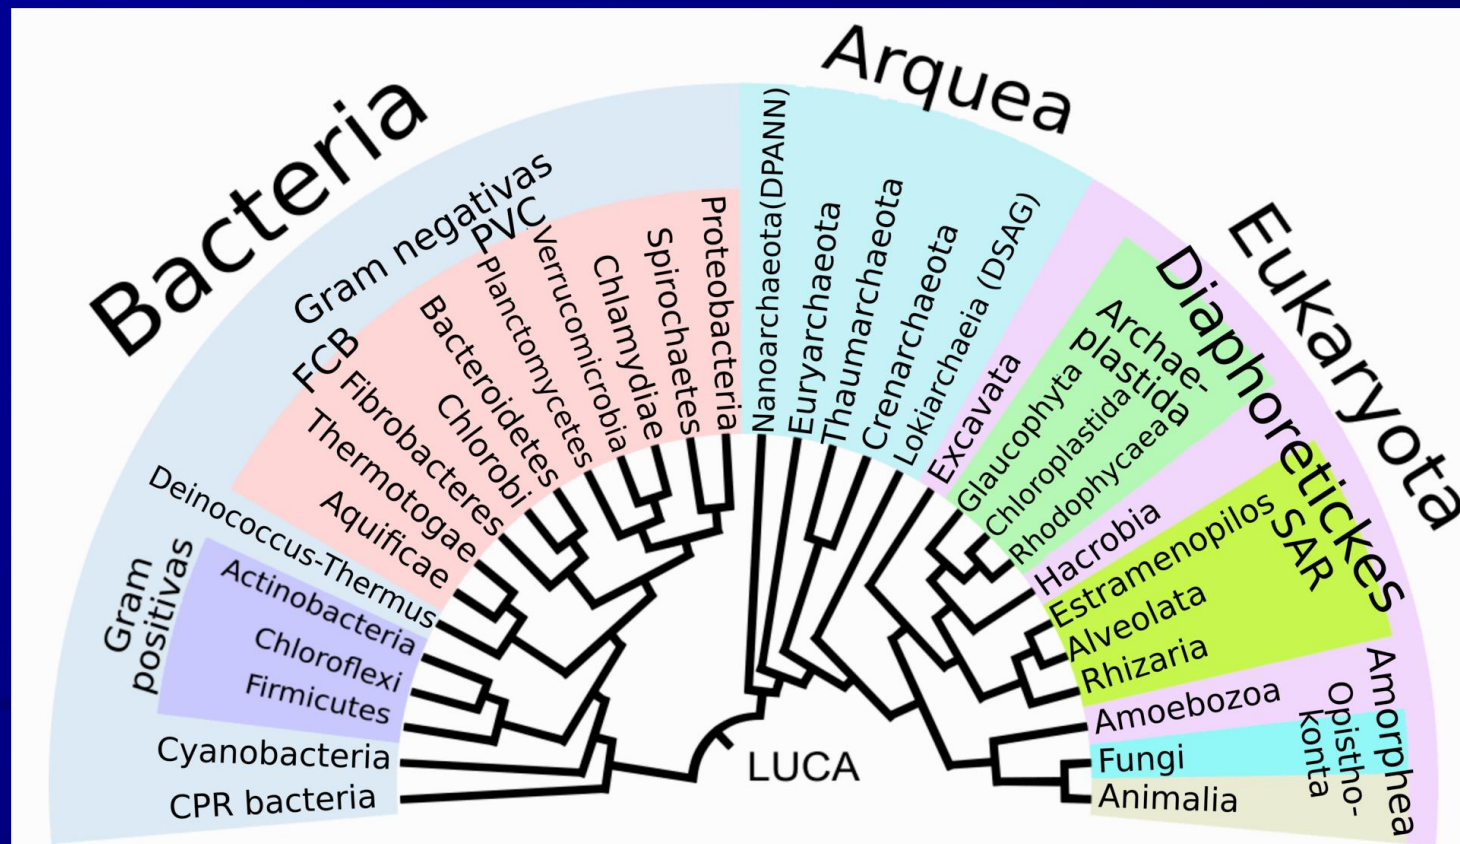 Bacteria
Arquea
Eukaryota
Gram negativas
PVC
FCB
Gram
positivas
CPR bacteria
Cyanobacteria
Firmicutes
Chloroflexi
Actinobacteria
Deinococcus-Thermus
Aquificae
Thermotogae
Fibrobacteres
Chlorobi
Bacteroidetes
Planctomycetes
Verrucomicrobia
Chlamydiae
Spirochaetes
Proteobacteria
Nanoarchaeota(DPANN)
Euryarchaeota
Thaumarchaeota
Crenarchaeota
Lokiarchaeia (DSAG)
Excavata
Diaphoretickes
Archae-
plastida
Glaucophyta
Chloroplastida
Rhodophycaeae
Hacrobia
SAR
Estramenopilos
Alveolata
Rhizaria
Amorphea
Amoebozoa
Opistho-
konta
Fungi
Animalia
LUCA